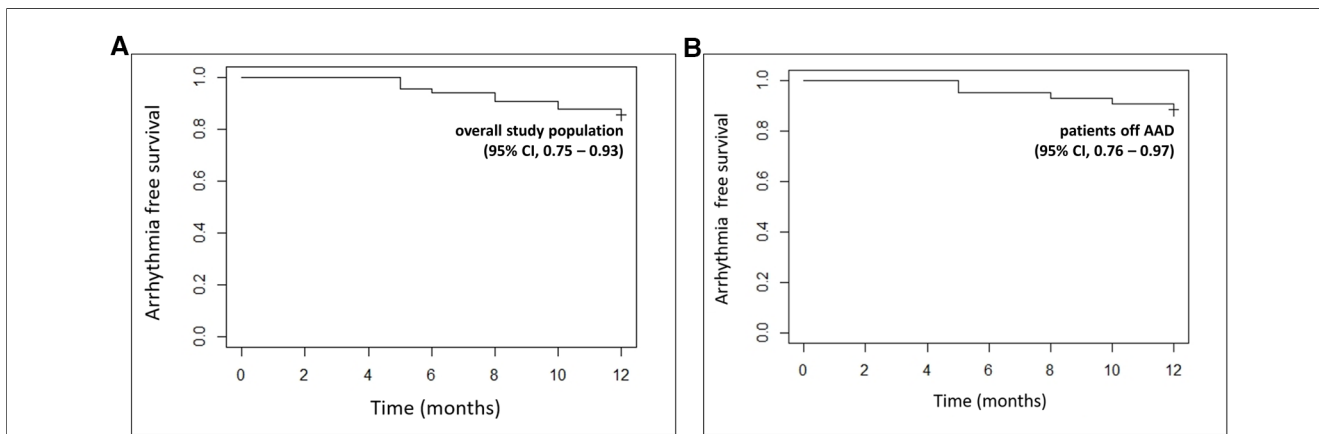 A
Arrhythmia free survival
1.0
0.8
0.6
0.4
0.2
0.0
overall study population
(95% CI, 0.75 – 0.93)
0 2 4 6 8 10 12
Time (months)
B
Arrhythmia free survival
1.0
0.8
0.6
0.4
0.2
0.0
patients off AAD
(95% CI, 0.76 – 0.97)
0 2 4 6 8 10 12
Time (months)